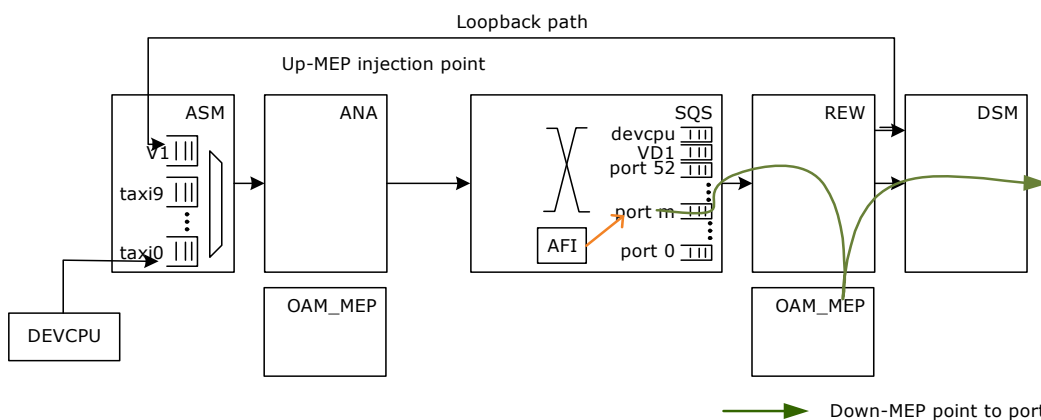 Loopback path
Up-MEP injection point
ASM
ANA
SQS
REW
DSM
devcpu
V1
VD1
port 52
taxi9
port m
AFI
taxi0
port 0
OAM_MEP
OAM_MEP
DEVCPU
Down-MEP point to port